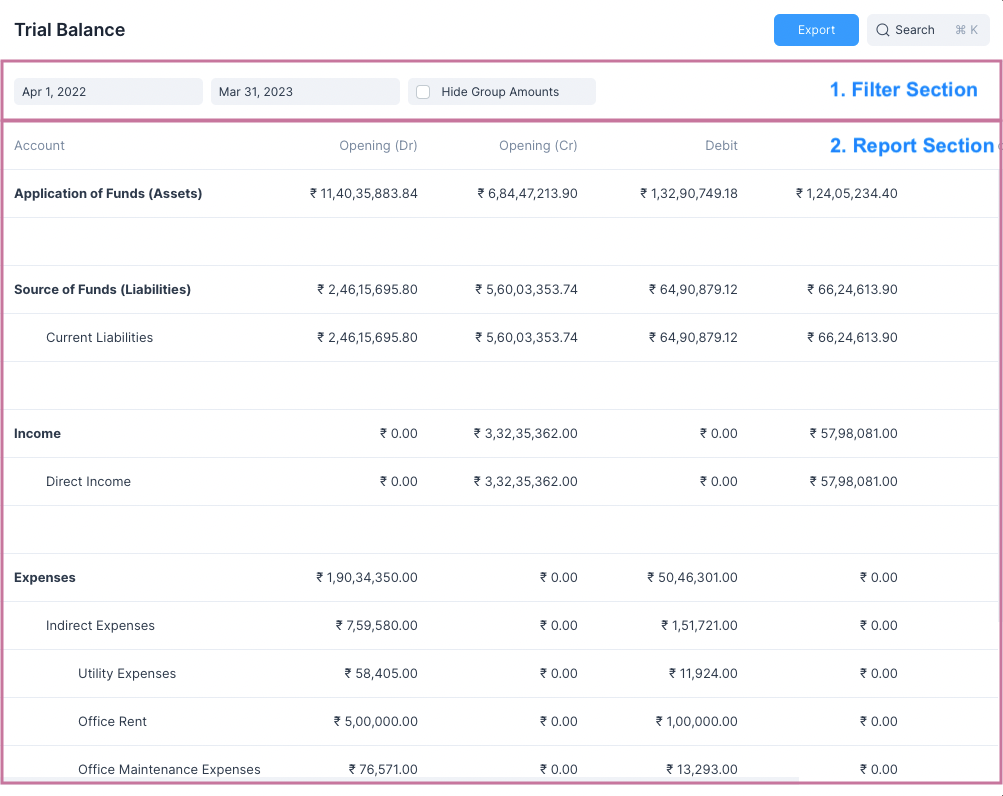 Trial Balance Export Search ⌘ K
Apr 1, 2022 Mar 31, 2023 Hide Group Amounts 1. Filter Section
Account Opening (Dr) Opening (Cr) Debit 2. Report Section
Application of Funds (Assets) ₹ 11,40,35,883.84 ₹ 6,84,47,213.90 ₹ 1,32,90,749.18 ₹ 1,24,05,234.40
Source of Funds (Liabilities) ₹ 2,46,15,695.80 ₹ 5,60,03,353.74 ₹ 64,90,879.12 ₹ 66,24,613.90
Current Liabilities ₹ 2,46,15,695.80 ₹ 5,60,03,353.74 ₹ 64,90,879.12 ₹ 66,24,613.90
Income ₹ 0.00 ₹ 3,32,35,362.00 ₹ 0.00 ₹ 57,98,081.00
Direct Income ₹ 0.00 ₹ 3,32,35,362.00 ₹ 0.00 ₹ 57,98,081.00
Expenses ₹ 1,90,34,350.00 ₹ 0.00 ₹ 50,46,301.00 ₹ 0.00
Indirect Expenses ₹ 7,59,580.00 ₹ 0.00 ₹ 1,51,721.00 ₹ 0.00
Utility Expenses ₹ 58,405.00 ₹ 0.00 ₹ 11,924.00 ₹ 0.00
Office Rent ₹ 5,00,000.00 ₹ 0.00 ₹ 1,00,000.00 ₹ 0.00
Office Maintenance Expenses ₹ 76,571.00 ₹ 0.00 ₹ 13,293.00 ₹ 0.00